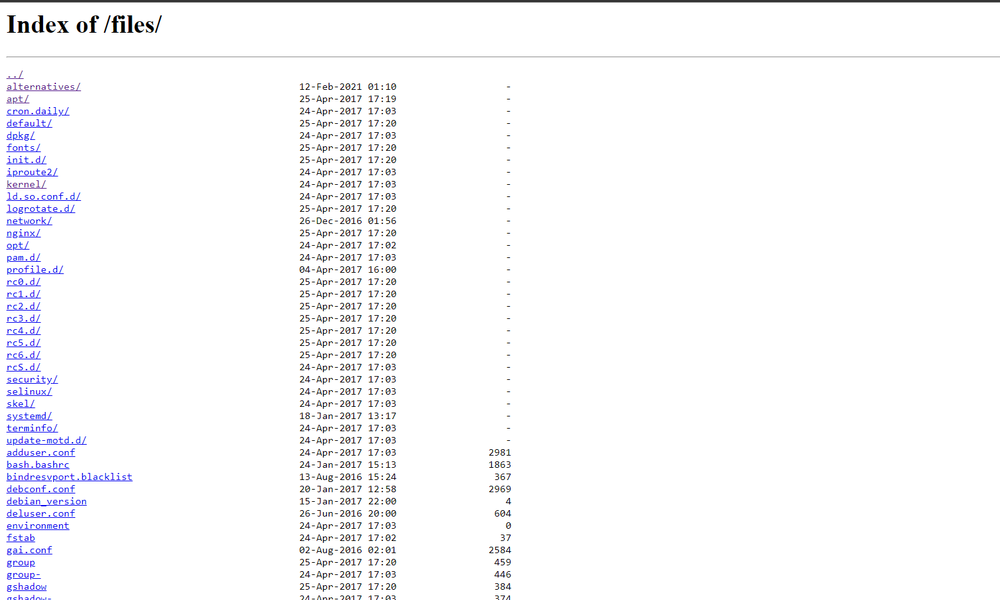 Index of /files/
../
alternatives/ 12-Feb-2021 01:10 -
apt/ 25-Apr-2017 17:19 -
cron.daily/ 24-Apr-2017 17:03 -
default/ 25-Apr-2017 17:20 -
dpkg/ 24-Apr-2017 17:03 -
fonts/ 25-Apr-2017 17:20 -
init.d/ 25-Apr-2017 17:20 -
iproute2/ 24-Apr-2017 17:03 -
kernel/ 24-Apr-2017 17:03 -
ld.so.conf.d/ 24-Apr-2017 17:03 -
logrotate.d/ 25-Apr-2017 17:20 -
network/ 26-Dec-2016 01:56 -
nginx/ 25-Apr-2017 17:20 -
opt/ 24-Apr-2017 17:02 -
pam.d/ 24-Apr-2017 17:03 -
profile.d/ 04-Apr-2017 16:00 -
rc0.d/ 25-Apr-2017 17:20 -
rc1.d/ 25-Apr-2017 17:20 -
rc2.d/ 25-Apr-2017 17:20 -
rc3.d/ 25-Apr-2017 17:20 -
rc4.d/ 25-Apr-2017 17:20 -
rc5.d/ 25-Apr-2017 17:20 -
rc6.d/ 25-Apr-2017 17:20 -
rcS.d/ 24-Apr-2017 17:03 -
security/ 24-Apr-2017 17:03 -
selinux/ 24-Apr-2017 17:03 -
skel/ 24-Apr-2017 17:03 -
systemd/ 18-Jan-2017 13:17 -
terminfo/ 24-Apr-2017 17:03 -
update-motd.d/ 24-Apr-2017 17:03 -
adduser.conf 24-Apr-2017 17:03 2981
bash.bashrc 24-Jan-2017 15:13 1863
bindresvport.blacklist 13-Aug-2016 15:24 367
debconf.conf 20-Jan-2017 12:58 2969
debian_version 15-Jan-2017 22:00 4
deluser.conf 26-Jun-2016 20:00 604
environment 24-Apr-2017 17:03 0
fstab 24-Apr-2017 17:02 37
gai.conf 02-Aug-2016 02:01 2584
group 25-Apr-2017 17:20 459
group- 24-Apr-2017 17:03 446
gshadow 25-Apr-2017 17:20 384
gshadow- 24-Apr-2017 17:03 374